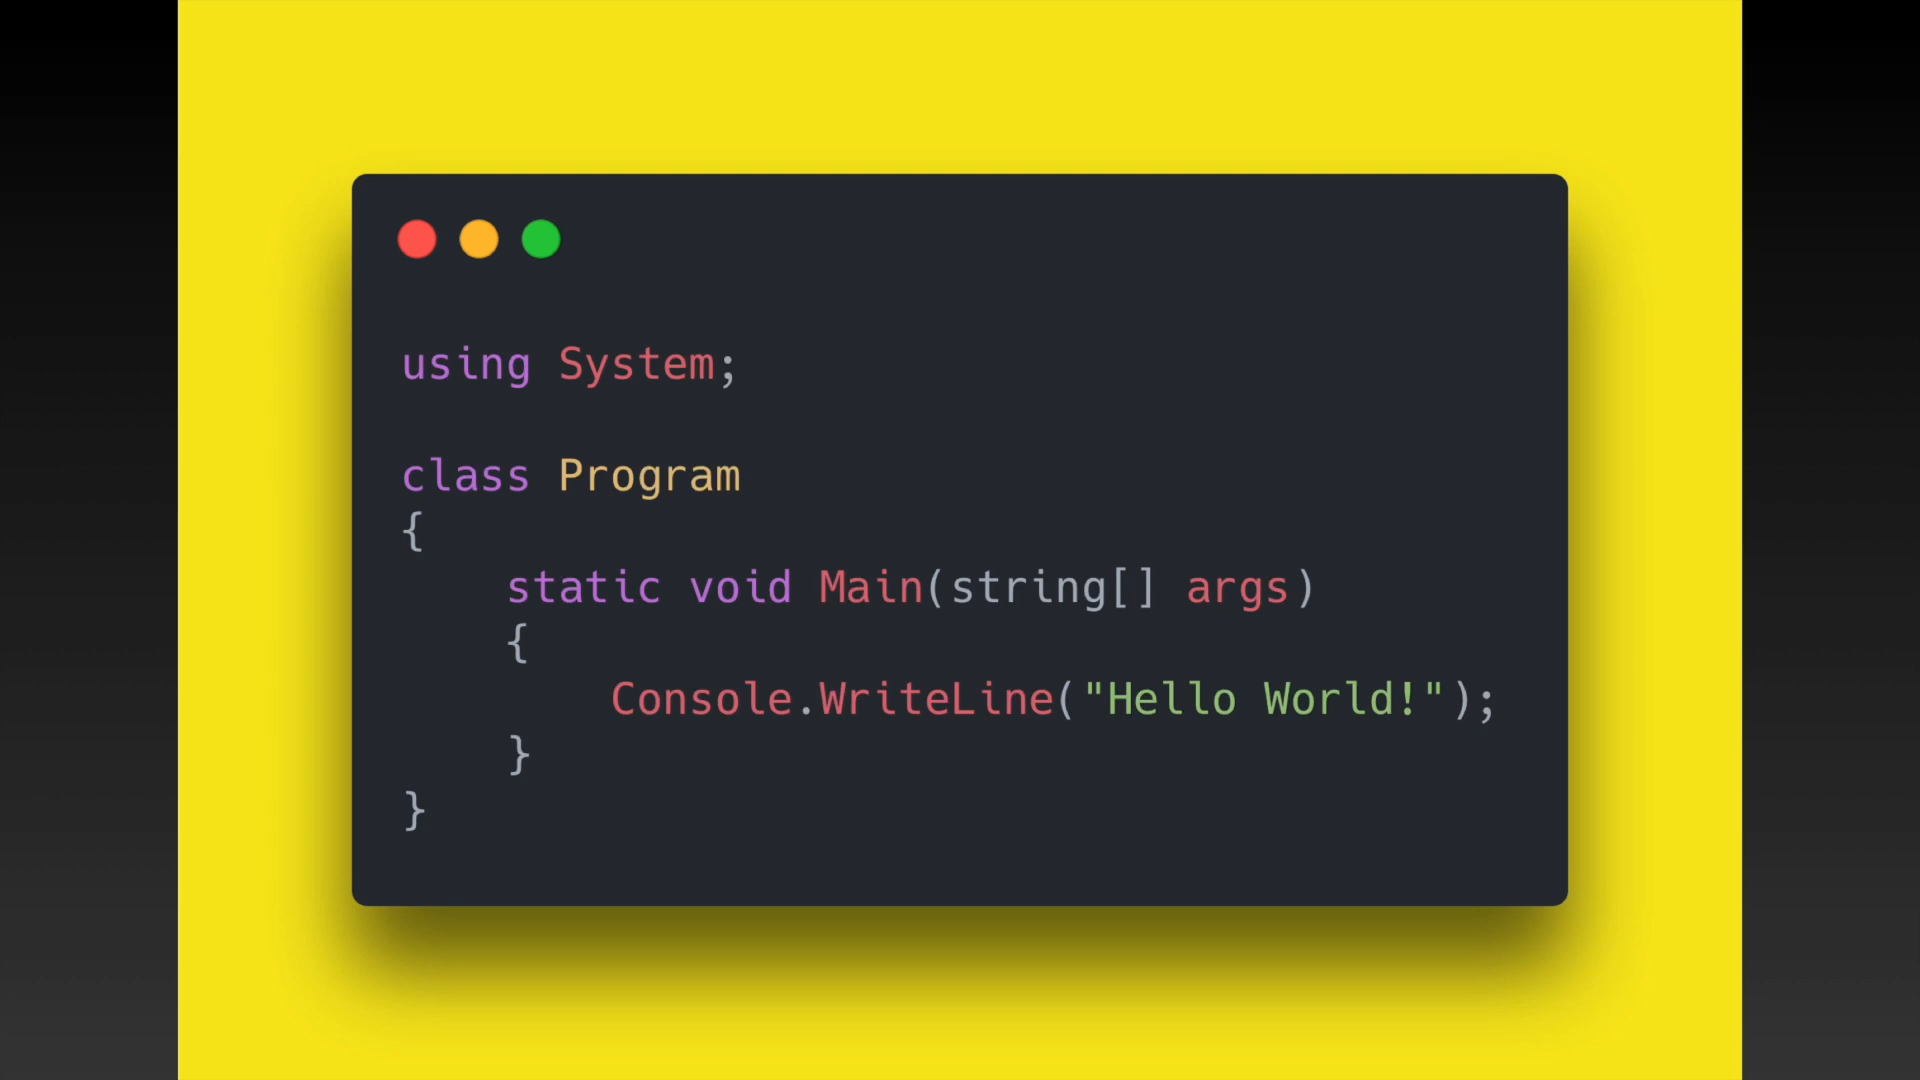 using System;

class Program
{
    static void Main(string[] args)
    {
        Console.WriteLine("Hello World!");
    }
}